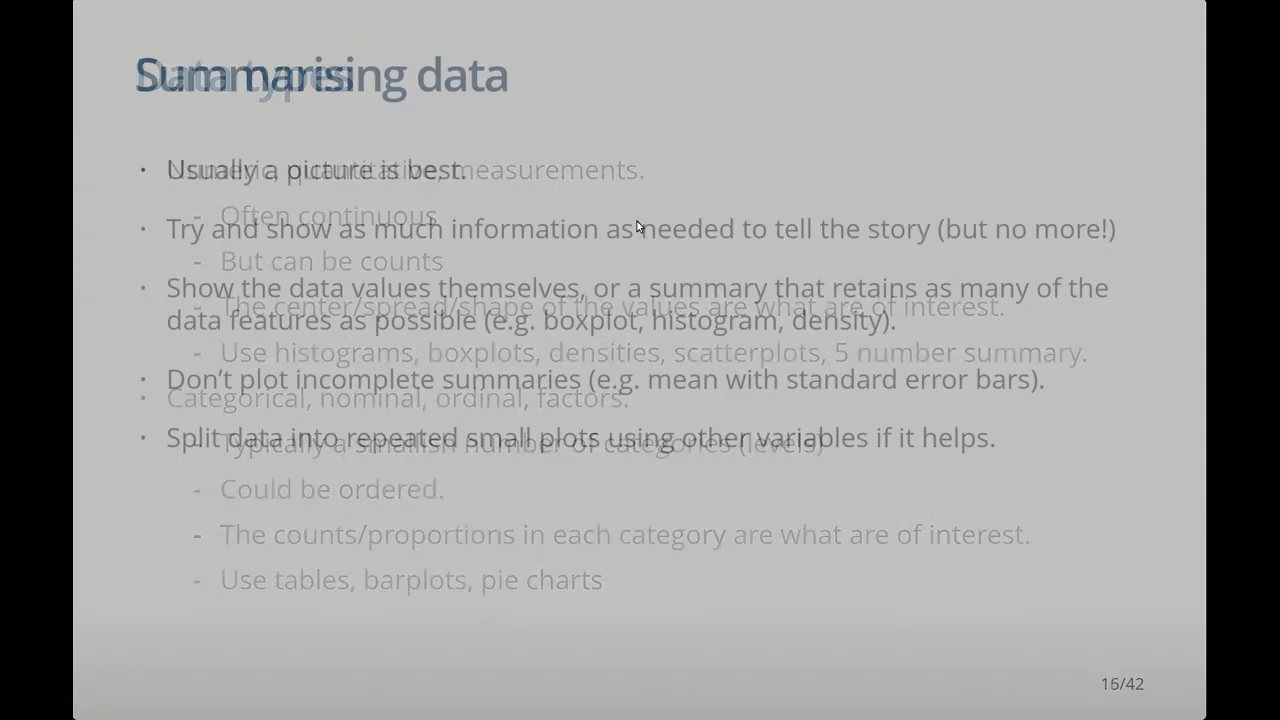 Summarising data
Data types
· Usually a picture is best.
· Numeric, quantitative, measurements.
- Often continuous
· Try and show as much information as needed to tell the story (but no more!)
- But can be counts
· Show the data values themselves, or a summary that retains as many of the
- The center/spread/shape of the values are what are of interest.
data features as possible (e.g. boxplot, histogram, density).
- Use histograms, boxplots, densities, scatterplots, 5 number summary.
· Don’t plot incomplete summaries (e.g. mean with standard error bars).
· Categorical, nominal, ordinal, factors.
· Split data into repeated small plots using other variables if it helps.
- Typically a smallish number of categories (levels)
- Could be ordered.
- The counts/proportions in each category are what are of interest.
- Use tables, barplots, pie charts
16/42